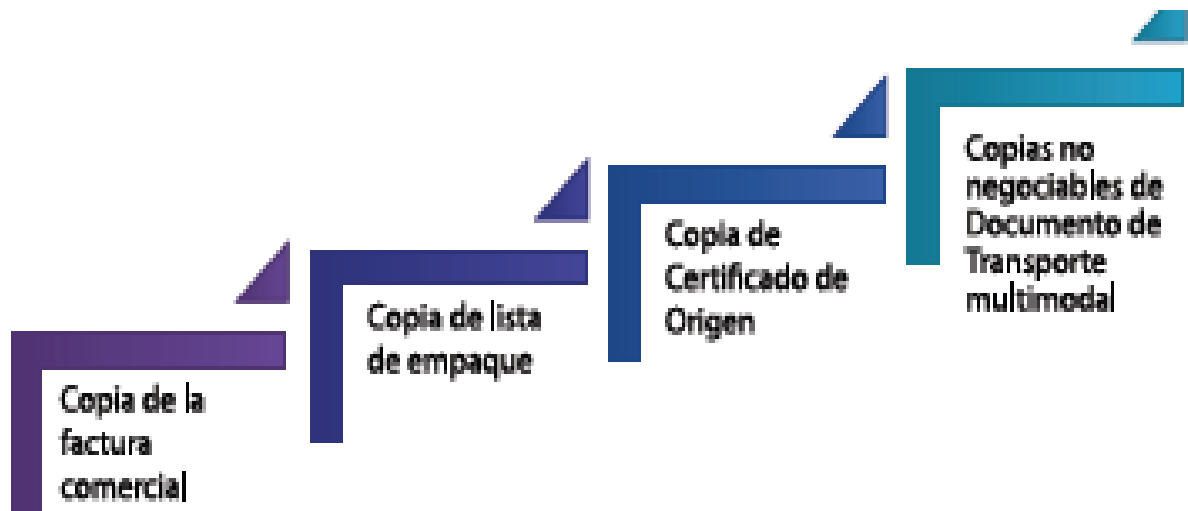 Copia de la
factura
comercial
Copia de lista
de empaque
Copia de
Certificado de
Origen
Copias no
negociables de
Documento de
Transporte
multimodal